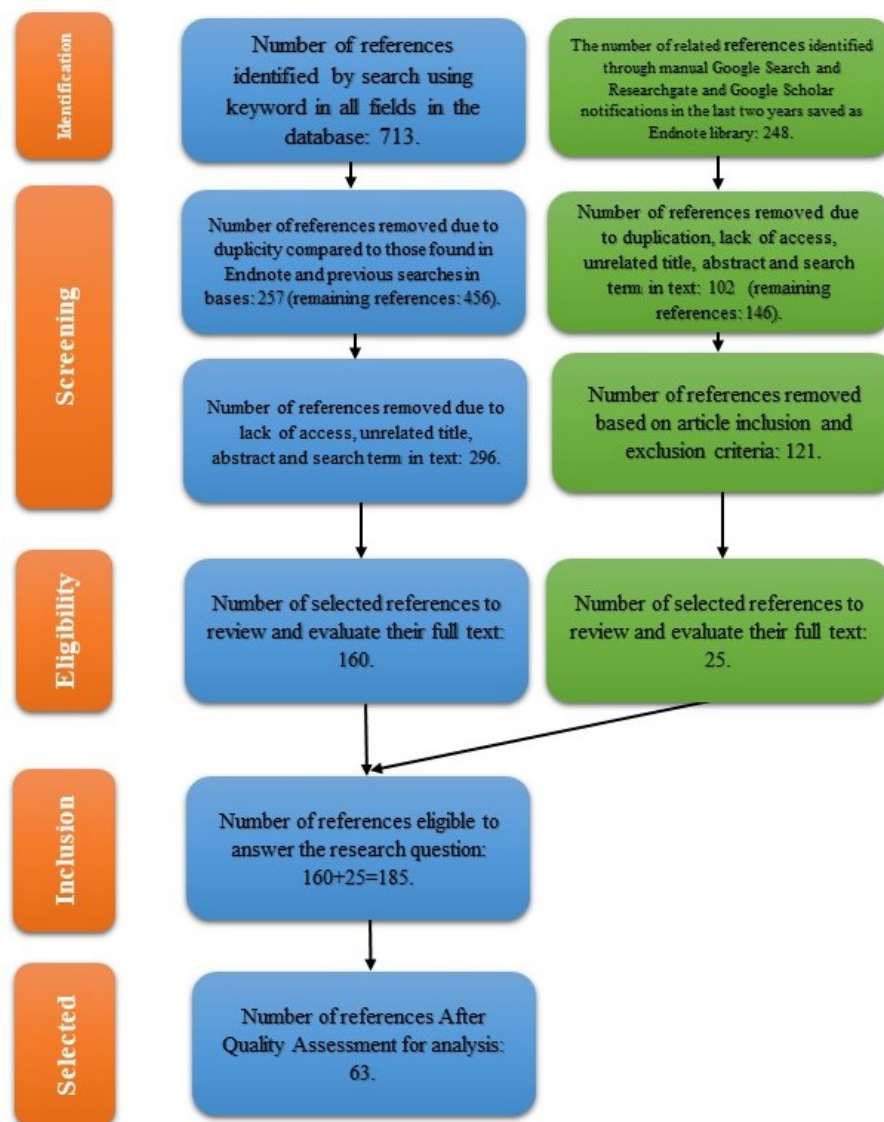 Identification
Number of references
identified by search using
keyword in all fields in the
database: 713.
The number of related references identified
through manual Google Search and
Researchgate and Google Scholar
notifications in the last two years saved as
Endnote library: 248.
Screening
Number of references removed due to
duplicity compared to those found in
Endnote and previous searches in
bases: 257 (remaining references: 456).
Number of references removed due
to duplication, lack of access,
unrelated title, abstract and search
term in text: 102 (remaining
references: 146).
Number of references removed due to
lack of access, unrelated title,
abstract and search term in text: 296.
Number of references removed
based on article inclusion and
exclusion criteria: 121.
Eligibility
Number of selected references to
review and evaluate their full text:
160.
Number of selected references to
review and evaluate their full text:
25.
Inclusion
Number of references eligible to
answer the research question:
160+25=185.
Selected
Number of references After
Quality Assessment for analysis:
63.